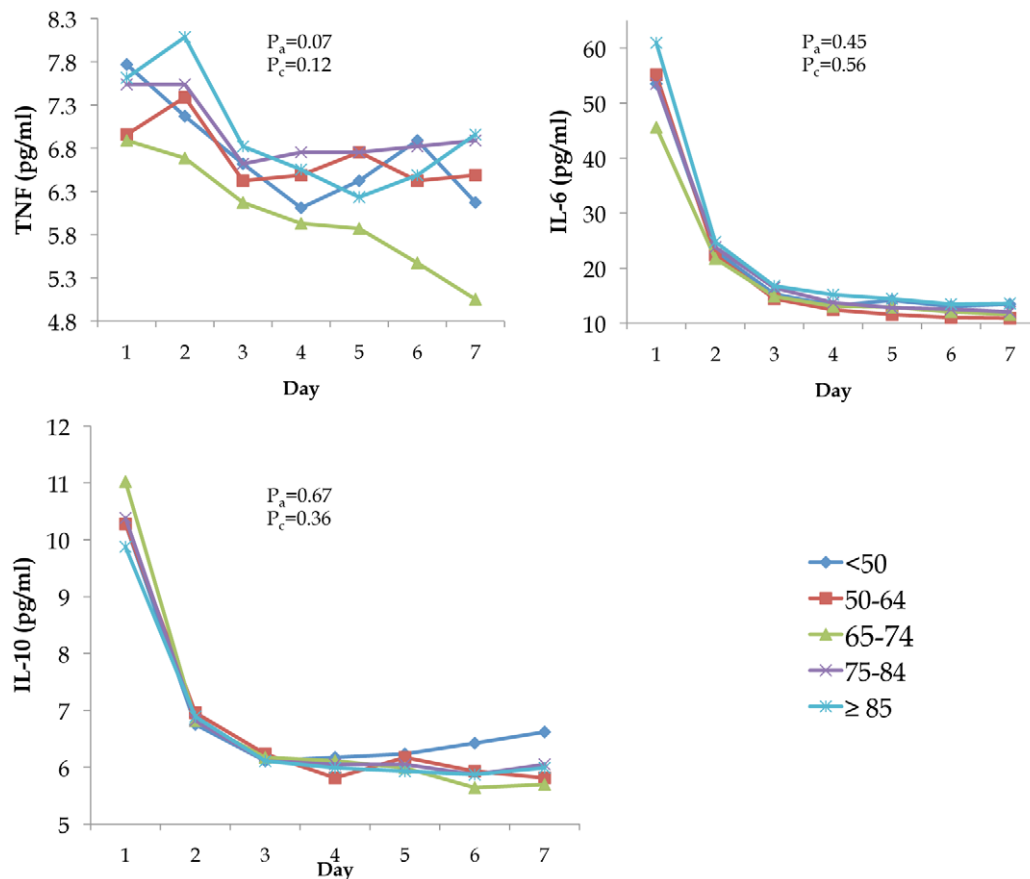 8.3
7.8
7.3
6.8
6.3
5.8
5.3
4.8
TNF (pg/ml)
Pa=0.07
Pc=0.12
1 2 3 4 5 6 7
Day
60
50
40
30
20
10
IL-6 (pg/ml)
Pa=0.45
Pc=0.56
1 2 3 4 5 6 7
Day
12
11
10
9
8
7
6
5
IL-10 (pg/ml)
Pa=0.67
Pc=0.36
1 2 3 4 5 6 7
Day
<50
50-64
65-74
75-84
≥ 85